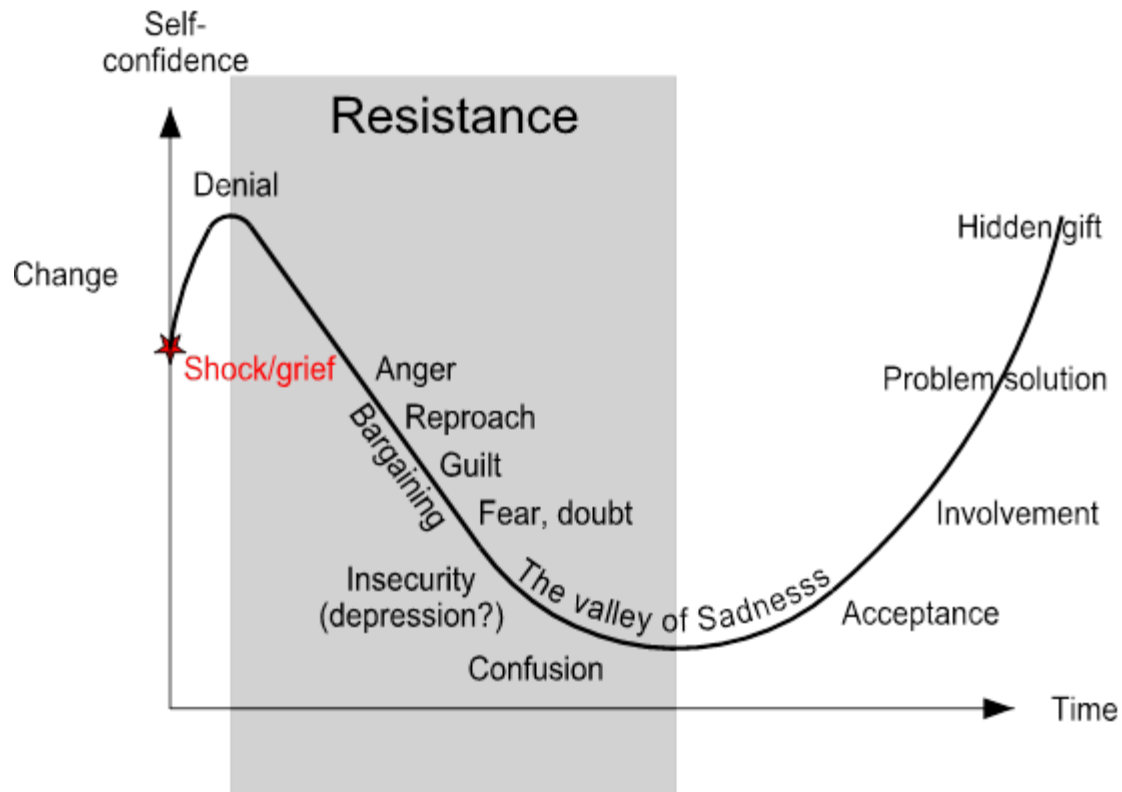 Self-
confidence
Resistance
Denial
Hidden gift
Change
Shock/grief
Anger
Problem solution
Reproach
Bargaining
Guilt
Fear, doubt
Involvement
Insecurity
(depression?)
The valley of Sadnesss
Acceptance
Confusion
Time